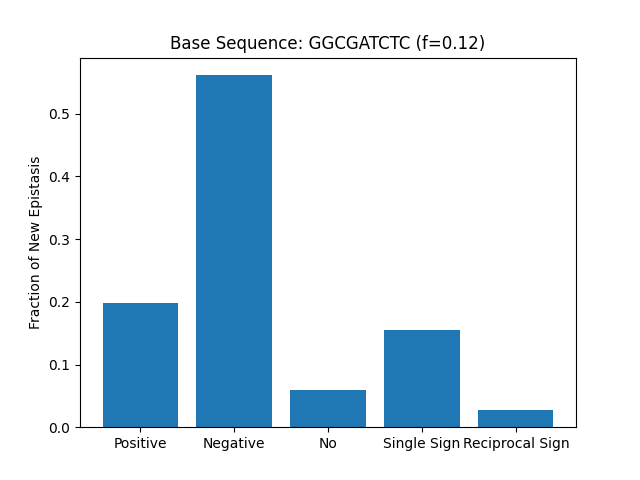 Base Sequence: GGCGATCTC (f=0.12)
Fraction of New Epistasis
0.5
0.4
0.3
0.2
0.1
0.0
Positive Negative No Single Sign Reciprocal Sign